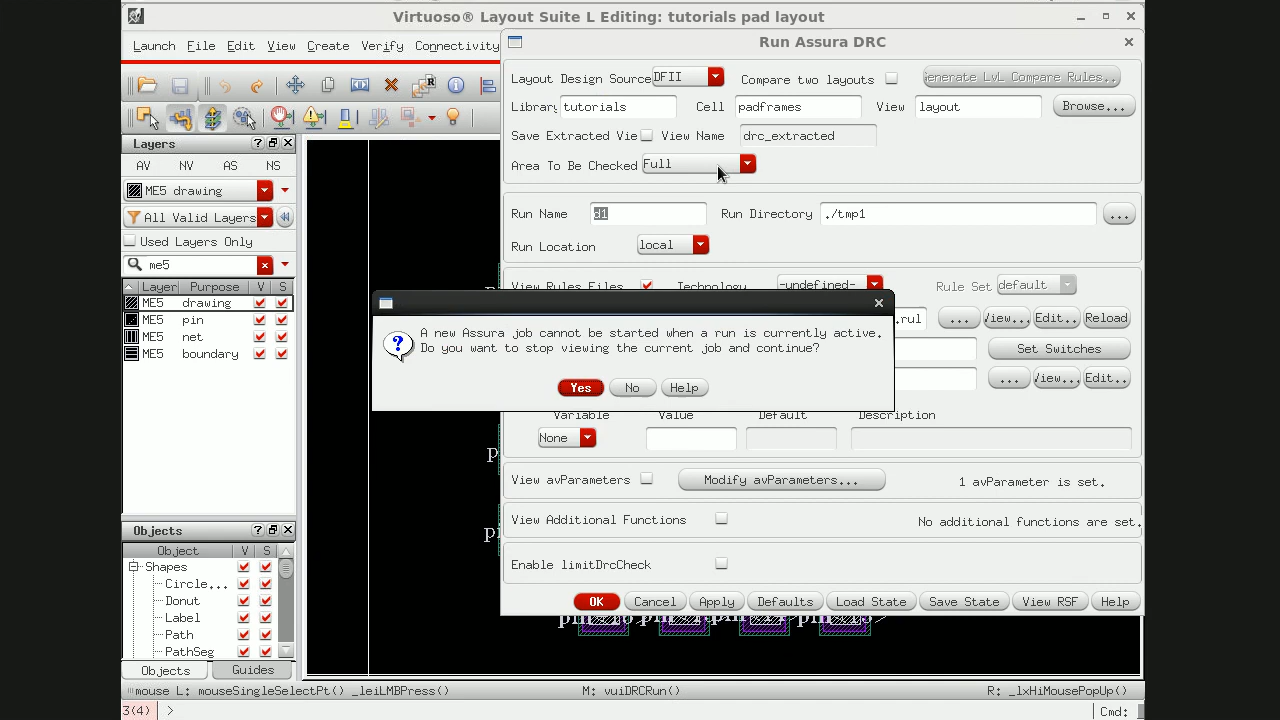 Virtuoso® Layout Suite L Editing: tutorials pad layout
Launch File Edit View Create Verify Connectivity
Run Assura DRC
Layout Design Source DFII Compare two layouts Generate LvL Compare Rules..
Library tutorials Cell padframes View layout Browse...
Save Extracted Vie View Name drc_extracted
Area To Be Checked Full
Run Name d1 Run Directory ./tmp1 ...
Run Location local
View Rules Files Technology -undefined- Rule Set default
.rul ... View... Edit.. Reload
Set Switches
... View... Edit..
Variable Value Default Description
None
View avParameters Modify avParameters... 1 avParameter is set.
View Additional Functions No additional functions are set.
Enable limitDrcCheck
OK Cancel Apply Defaults Load State Save State View RSF Help
A new Assura job cannot be started when a run is currently active.
Do you want to stop viewing the current job and continue?
Yes No Help
Layers
AV NV AS NS
ME5 drawing
All Valid Layers
Used Layers Only
me5
Layer Purpose V S
ME5 drawing
ME5 pin
ME5 net
ME5 boundary
Objects
Object V S
Shapes
Circle...
Donut
Label
Path
PathSeg
Objects Guides
mouse L: mouseSingleSelectPt() _leiLMBPress() M: vuiDRCRun() R: _lxHiMousePopUp()
3(4) > Cmd: